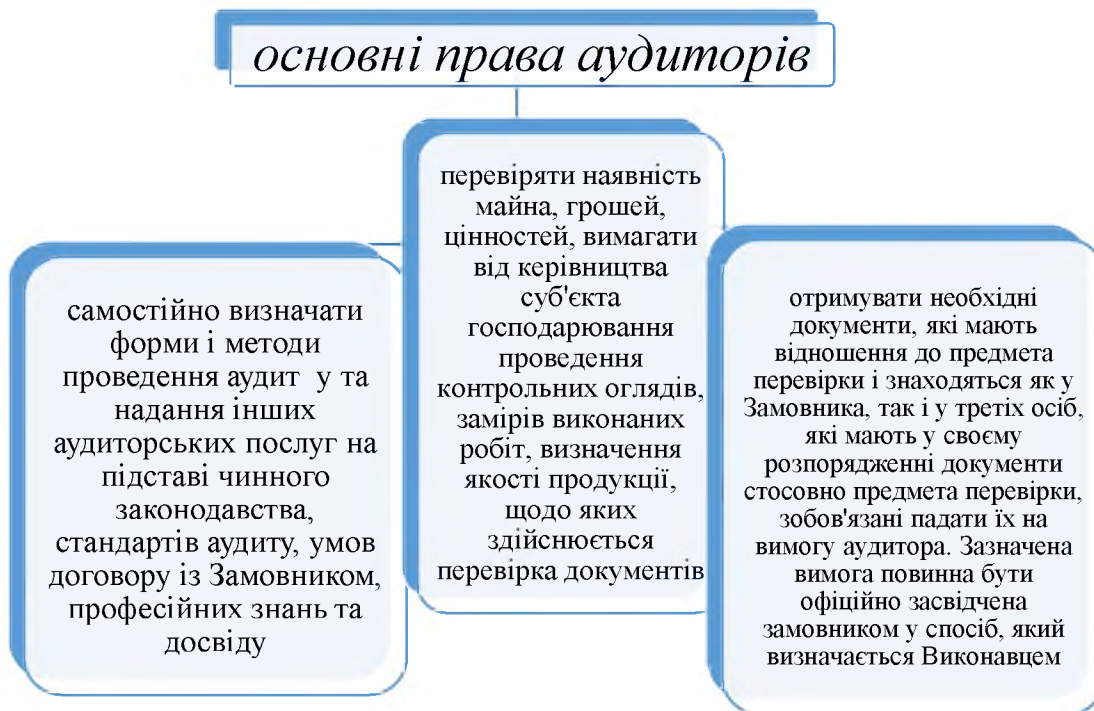 основні права аудиторів
самостійно визначати
форми і методи
проведення аудит у та
надання інших
аудиторських послуг на
підставі чинного
законодавства,
стандартів аудиту, умов
договору із Замовником,
професійних знань та
досвіду
перевіряти наявність
майна, грошей,
цінностей, вимагати
від керівництва
суб'єкта
господарювання
проведення
контрольних оглядів,
замірів виконаних
робіт, визначення
якості продукції,
щодо яких
здійснюється
перевірка документів
отримувати необхідні
документи, які мають
відношення до предмета
перевірки і знаходяться як у
Замовника, так і у третіх осіб,
які мають у своєму
розпорядженні документи
стосовно предмета перевірки,
зобов'язані падати їх на
вимогу аудитора. Зазначена
вимога повинна бути
офіційно засвідчена
замовником у спосіб, який
визначається Виконавцем